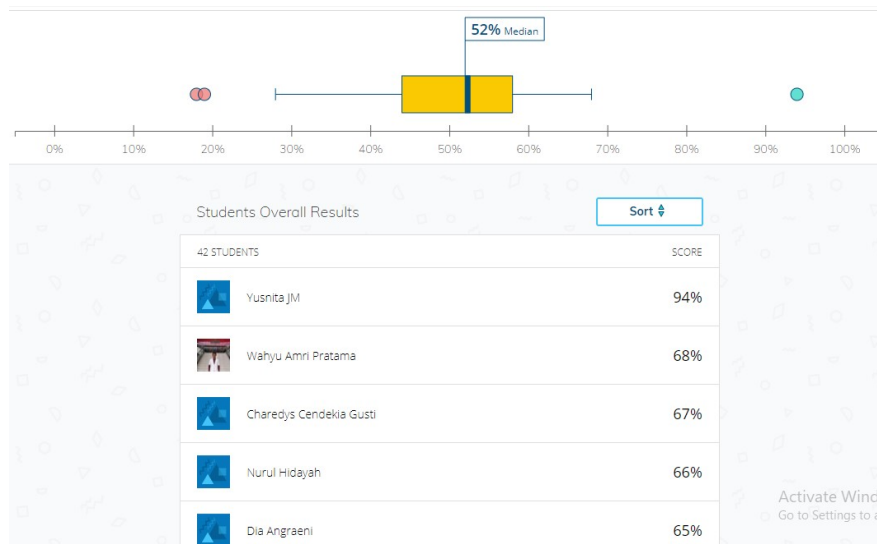 52% Median
0% 10% 20% 30% 40% 50% 60% 70% 80% 90% 100%
Students Overall Results
Sort
42 STUDENTS SCORE
Yusnita JM 94%
Wahyu Amri Pratama 68%
Charedys Cendekia Gusti 67%
Nurul Hidayah 66%
Activate Wind
Go to Settings to a
Dia Angraeni 65%